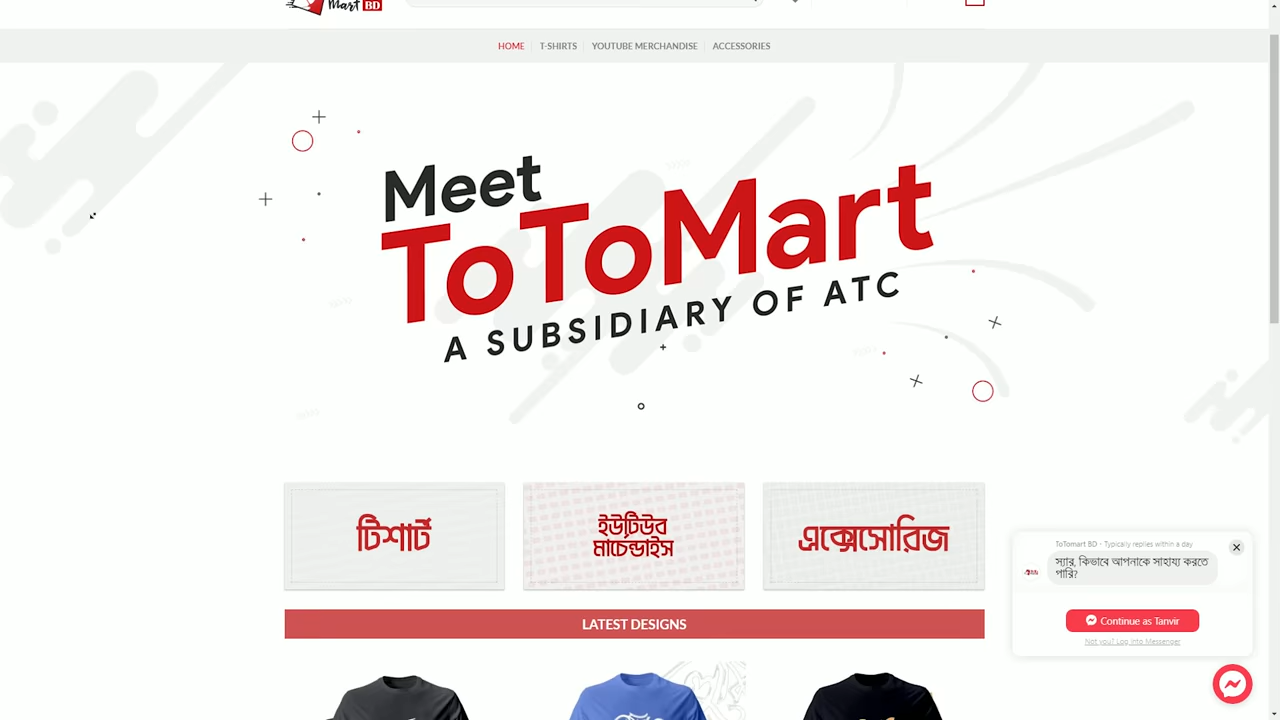 Mart BD
HOME T-SHIRTS YOUTUBE MERCHANDISE ACCESSORIES
Meet
ToToMart
A SUBSIDIARY OF ATC
টিশার্ট
ইউটিউব
মার্চেন্ডাইস
এক্সেসোরিজ
LATEST DESIGNS
ToTomart BD • Typically replies within a day
স্যার, কিভাবে আপনাকে সাহায্য করতে
পারি?
Continue as Tanvir
Not you? Log into Messenger